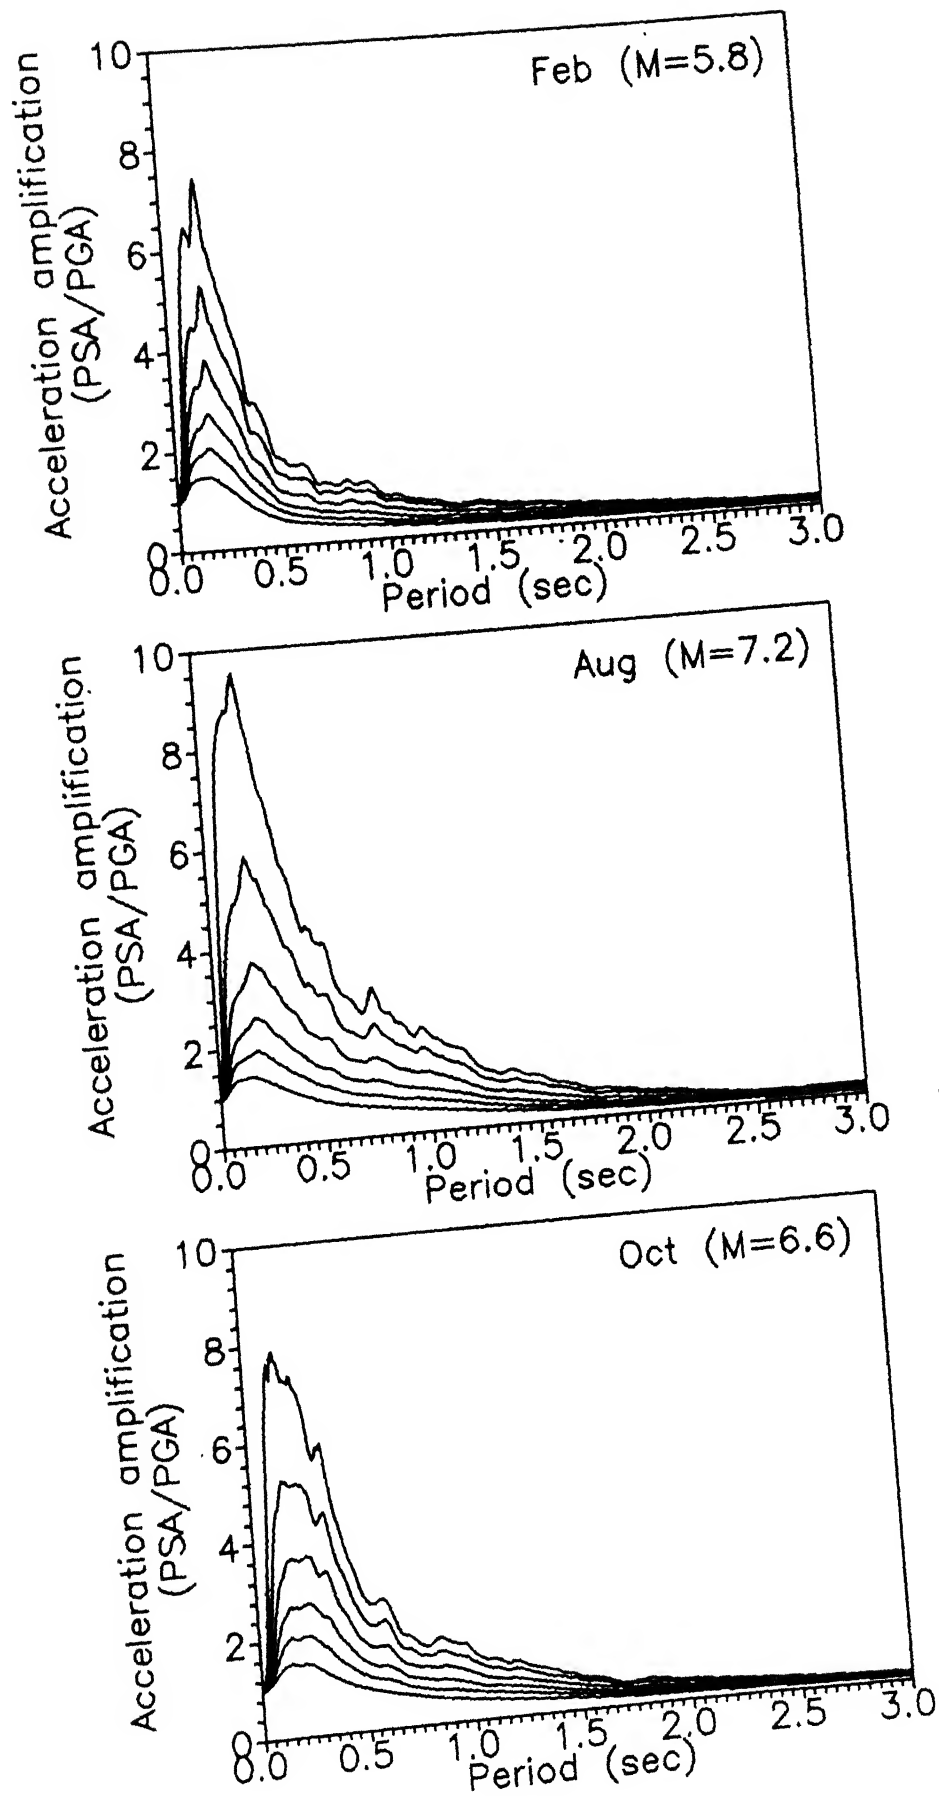 Acceleration amplification
(PSA/PGA)
Feb (M=5.8)
10
8
6
4
2
0
0.0 0.5 1.0 1.5 2.0 2.5 3.0
Period (sec)
Acceleration amplification
(PSA/PGA)
Aug (M=7.2)
10
8
6
4
2
0
0.0 0.5 1.0 1.5 2.0 2.5 3.0
Period (sec)
Acceleration amplification
(PSA/PGA)
Oct (M=6.6)
10
8
6
4
2
0
0.0 0.5 1.0 1.5 2.0 2.5 3.0
Period (sec)